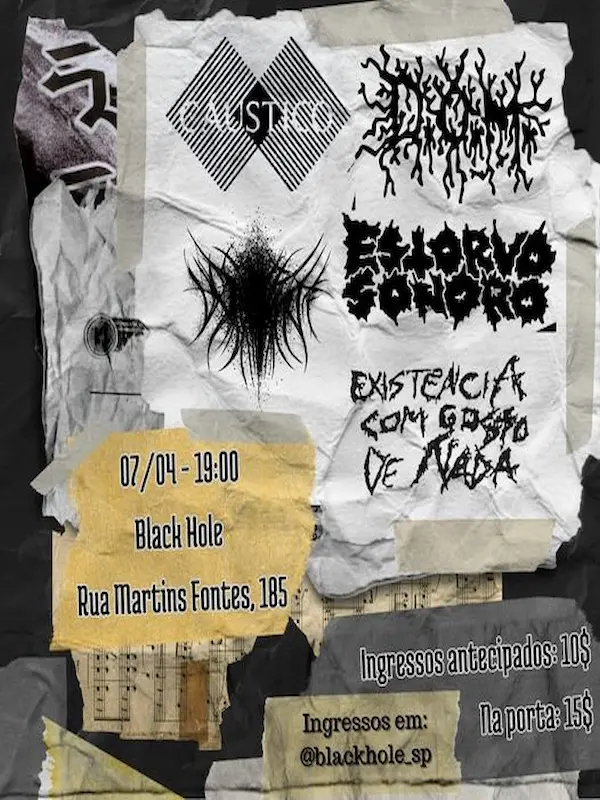 CAUSTICO
ESTORVO
SONORO
EXISTENCIA
COM GOSTO
DE NADA
07/04 - 19:00
Black Hole
Rua Martins Fontes, 185
Ingressos antecipados: 10$
Na porta: 15$
Ingressos em:
@blackhole_sp